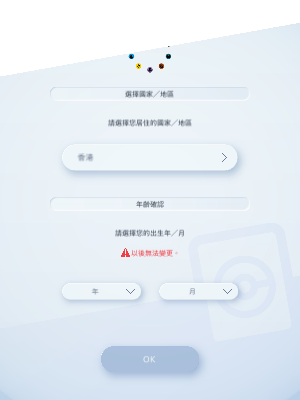 選擇國家／地區
請選擇您居住的國家／地區
香港
年齡確認
請選擇您的出生年／月
以後無法變更。
年
月
OK